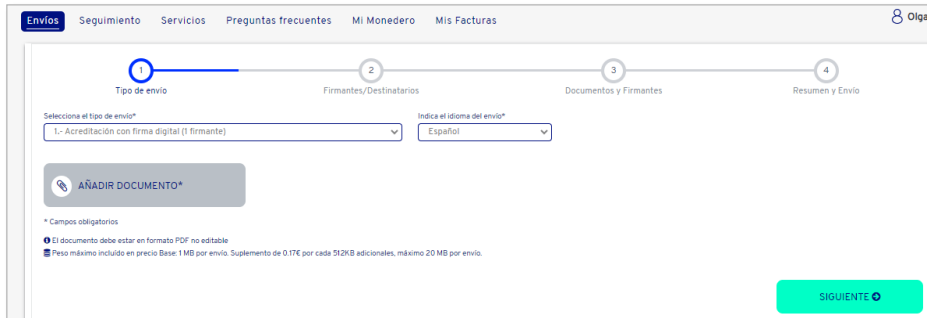 Envíos Seguimiento Servicios Preguntas frecuentes Mi Monedero Mis Facturas Olga
1 2 3 4
Tipo de envío Firmantes/Destinatarios Documentos y Firmantes Resumen y Envío
Selecciona el tipo de envío* Indica el idioma del envío*
1.- Acreditación con firma digital (1 firmante) Español
AÑADIR DOCUMENTO*
* Campos obligatorios
El documento debe estar en formato PDF no editable
Peso máximo incluído en precio Base: 1 MB por envío. Suplemento de 0.17€ por cada 512KB adicionales, máximo 20 MB por envío.
SIGUIENTE